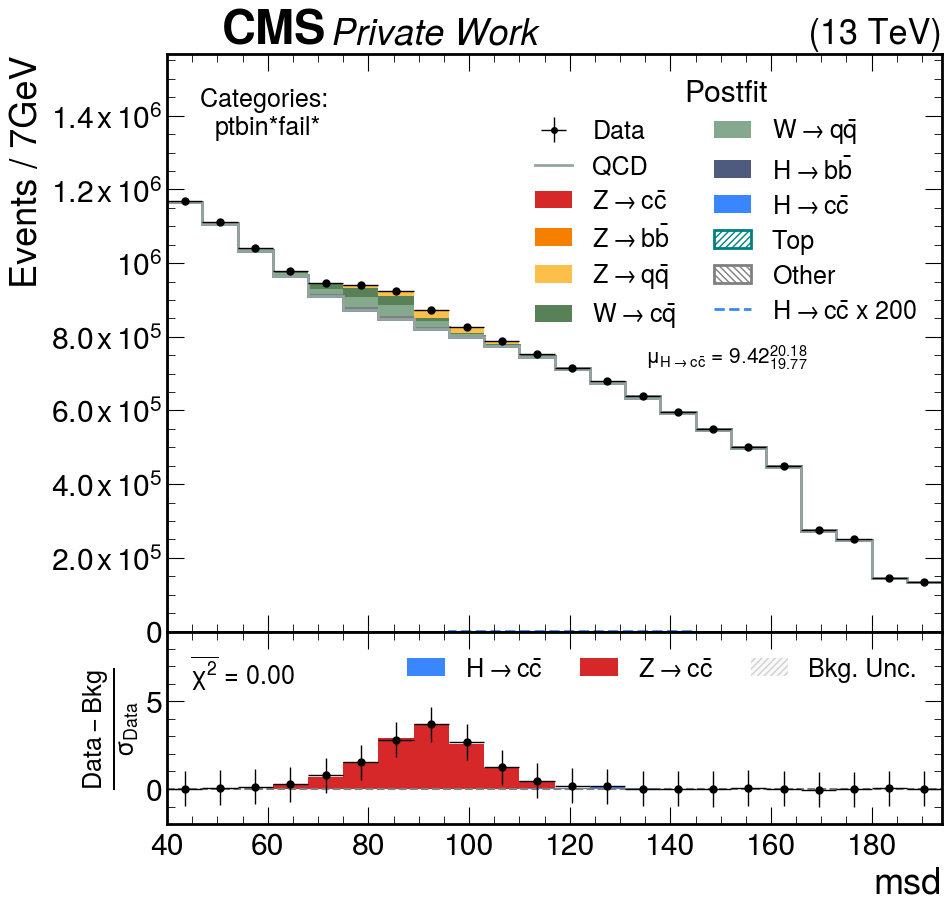 CMS Private Work (13 TeV)
Events / 7GeV
Categories:
ptbin*fail*
Postfit
Data
QCD
Z→cc̄
Z→bb̄
Z→qq̄
W→cq̄
W→qq̄
H→bb̄
H→cc̄
Top
Other
H→cc̄ x 200
μH→cc̄ = 9.42 20.18 19.77
1.4 x 10⁶
1.2 x 10⁶
10⁶
8.0 x 10⁵
6.0 x 10⁵
4.0 x 10⁵
2.0 x 10⁵
0
χ² = 0.00
H→cc̄
Z→cc̄
Bkg. Unc.
Data – Bkg
σData
5
0
40 60 80 100 120 140 160 180
msd